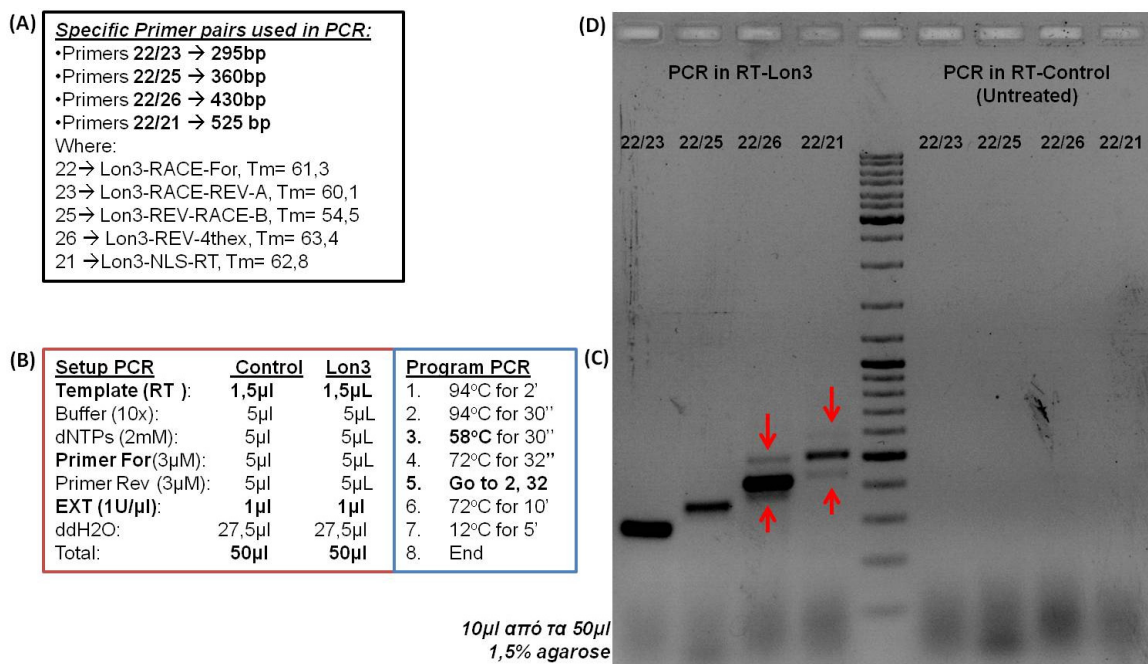 (A)
Specific Primer pairs used in PCR:
•Primers 22/23 → 295bp
•Primers 22/25 → 360bp
•Primers 22/26 → 430bp
•Primers 22/21 → 525 bp
Where:
22→ Lon3-RACE-For, Tm= 61,3
23→ Lon3-RACE-REV-A, Tm= 60,1
25→ Lon3-REV-RACE-B, Tm= 54,5
26 → Lon3-REV-4thex, Tm= 63,4
21 →Lon3-NLS-RT, Tm= 62,8
(B)
Setup PCR Control Lon3
Template (RT ): 1,5μl 1,5μL
Buffer (10x): 5μl 5μL
dNTPs (2mM): 5μl 5μL
Primer For(3μM): 5μl 5μL
Primer Rev (3μM): 5μl 5μL
EXT (1U/μl): 1μl 1μl
ddH2O: 27,5μl 27,5μl
Total: 50μl 50μl
(C)
Program PCR
1. 94°C for 2'
2. 94°C for 30''
3. 58°C for 30''
4. 72°C for 32"
5. Go to 2, 32
6. 72°C for 10'
7. 12°C for 5'
8. End
(D)
PCR in RT-Lon3
22/23 22/25 22/26 22/21
PCR in RT-Control
(Untreated)
22/23 22/25 22/26 22/21
10μl από τα 50μl
1,5% agarose